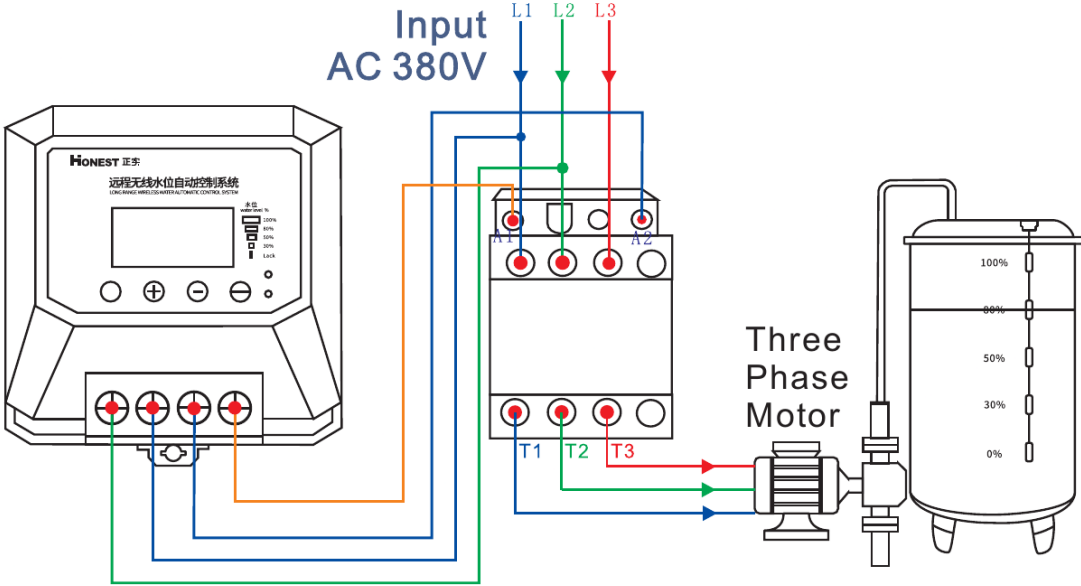 Input
AC 380V
L1 L2 L3
HONEST 正实
远程无线水位自动控制系统
LONG RANGE WIRELESS WATER AUTOMATIC CONTROL SYSTEM
水位
water level %
100%
80%
50%
30%
Lack
A1 A2
T1 T2 T3
Three
Phase
Motor
100%
80%
50%
30%
0%